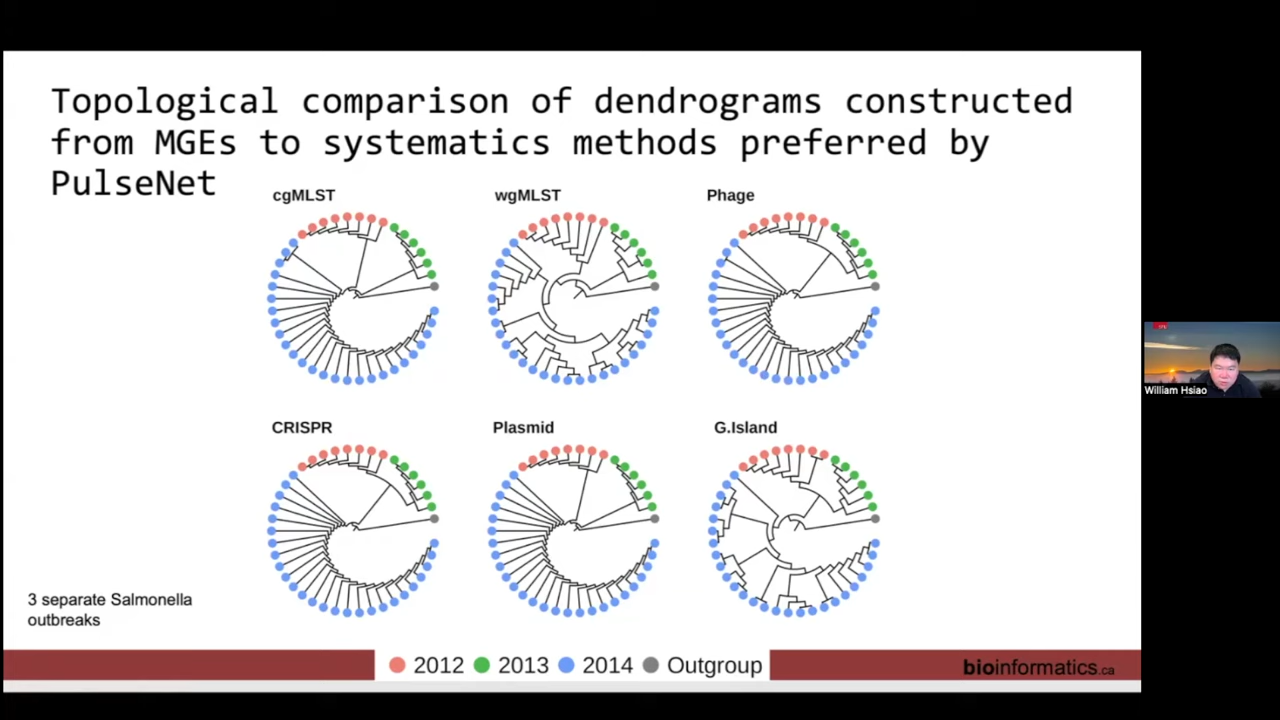 Topological comparison of dendrograms constructed
from MGEs to systematics methods preferred by
PulseNet
cgMLST
wgMLST
Phage
CRISPR
Plasmid
G.Island
3 separate Salmonella
outbreaks
2012
2013
2014
Outgroup
bioinformatics.ca
William Hsiao